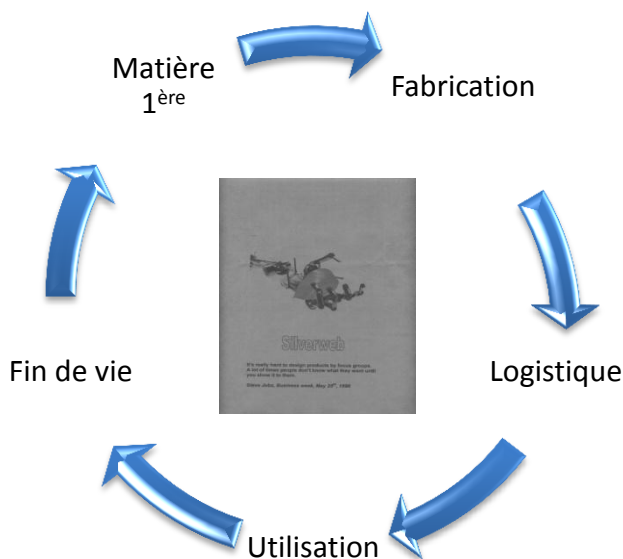 Matière
1ère
Fabrication
Silverweb
It's really hard to design products by focus groups.
A lot of times people don't know what they want until
you show it to them.
Steve Jobs, Business week, May 25th, 1998
Fin de vie
Logistique
Utilisation